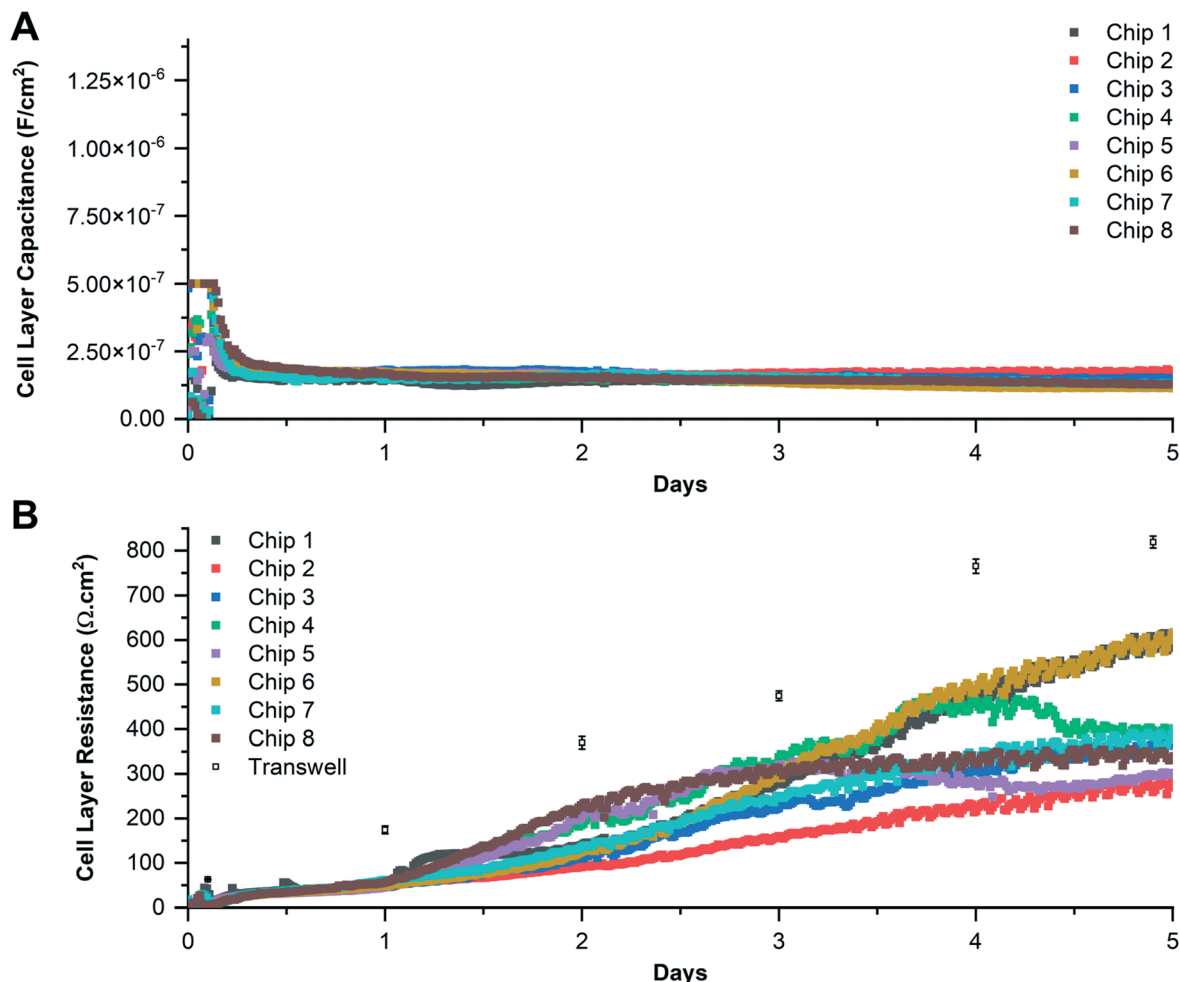 A
Cell Layer Capacitance (F/cm²)
1.25×10⁻⁶
1.00×10⁻⁶
7.50×10⁻⁷
5.00×10⁻⁷
2.50×10⁻⁷
0.00
0 1 2 3 4 5
Days
Chip 1
Chip 2
Chip 3
Chip 4
Chip 5
Chip 6
Chip 7
Chip 8
B
Cell Layer Resistance (Ω.cm²)
800
700
600
500
400
300
200
100
0
Chip 1
Chip 2
Chip 3
Chip 4
Chip 5
Chip 6
Chip 7
Chip 8
Transwell
0 1 2 3 4 5
Days